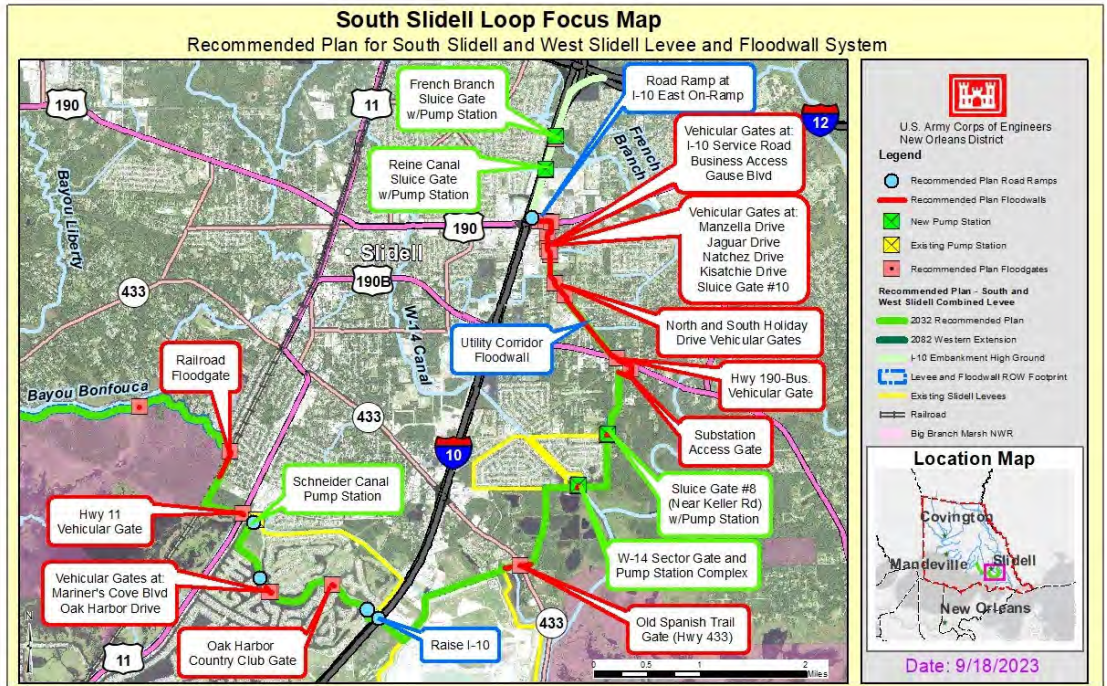 South Slidell Loop Focus Map
Recommended Plan for South Slidell and West Slidell Levee and Floodwall System
190
11
French Branch
Sluice Gate
w/Pump Station
Road Ramp at
I-10 East On-Ramp
12
French
Branch
Reine Canal
Sluice Gate
w/Pump Station
Vehicular Gates at:
I-10 Service Road
Business Access
Gause Blvd
Bayou Liberty
190
Slidell
Vehicular Gates at:
Manzella Drive
Jaguar Drive
Natchez Drive
Kisatchie Drive
Sluice Gate #10
433
190B
W-14 Canal
Utility Corridor
Floodwall
North and South Holiday
Drive Vehicular Gates
Railroad
Floodgate
Bayou Bonfouca
433
Hwy 190-Bus.
Vehicular Gate
10
Substation
Access Gate
Schneider Canal
Pump Station
Hwy 11
Vehicular Gate
Sluice Gate #8
(Near Keller Rd)
w/Pump Station
W-14 Sector Gate and
Pump Station Complex
Vehicular Gates at:
Mariner's Cove Blvd
Oak Harbor Drive
Oak Harbor
Country Club Gate
Raise I-10
433
Old Spanish Trail
Gate (Hwy 433)
11
0 0.5 1 2
Miles
U.S. Army Corps of Engineers
New Orleans District
Legend
Recommended Plan Road Ramps
Recommended Plan Floodwalls
New Pump Station
Existing Pump Station
Recommended Plan Floodgates
Recommended Plan - South and
West Slidell Combined Levee
2032 Recommended Plan
2082 Western Extension
I-10 Embankment High Ground
Levee and Floodwall ROW Footprint
Existing Slidell Levees
Railroad
Big Branch Marsh NWR
Location Map
Covington
Mandeville
Slidell
New Orleans
Date: 9/18/2023